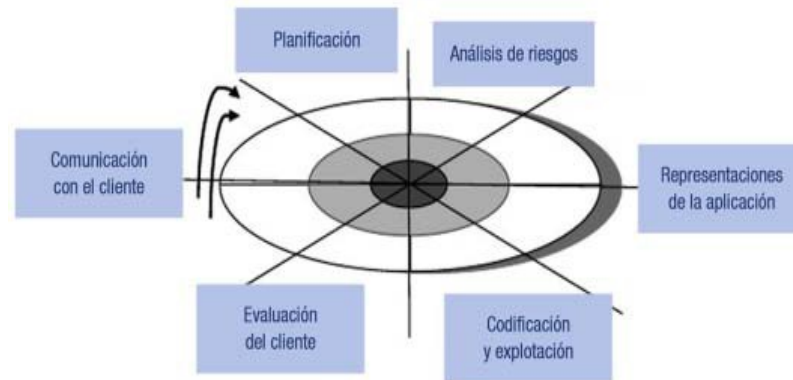 Planificación
Análisis de riesgos
Comunicación
con el cliente
Representaciones
de la aplicación
Evaluación
del cliente
Codificación
y explotación